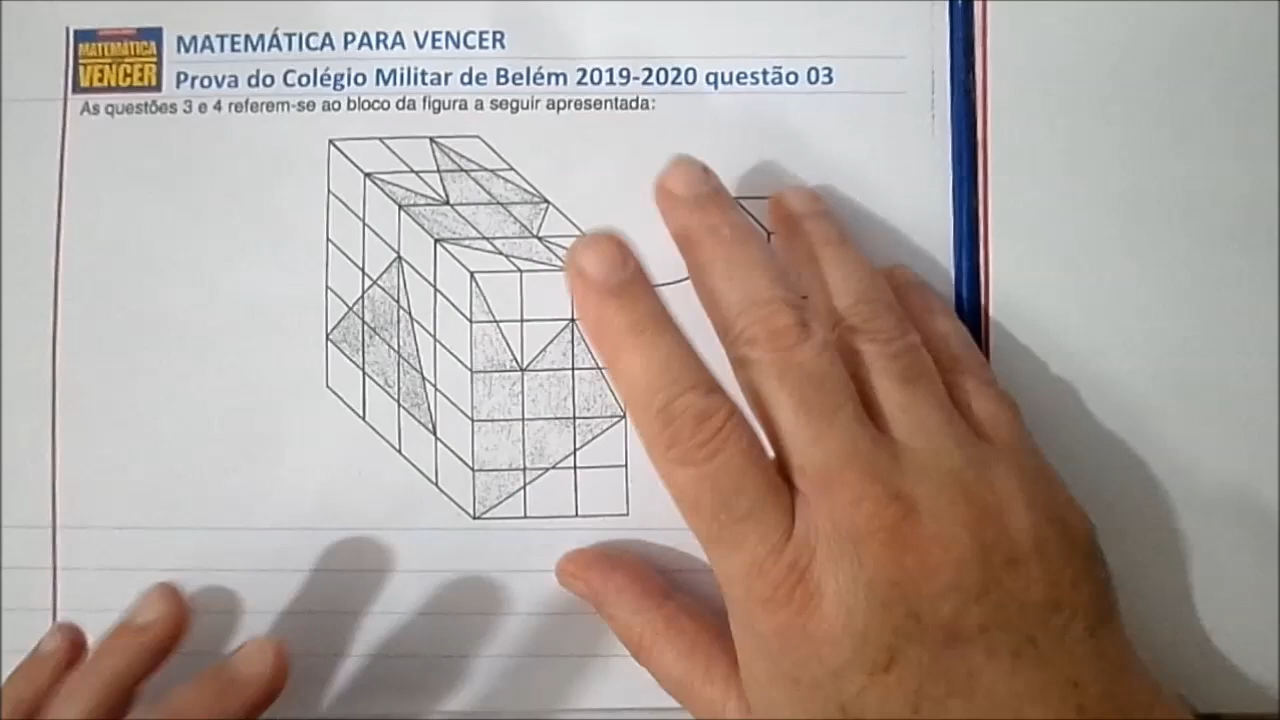 MATEMÁTICA
VENCER
MATEMÁTICA PARA VENCER
Prova do Colégio Militar de Belém 2019-2020 questão 03
As questões 3 e 4 referem-se ao bloco da figura a seguir apresentada: